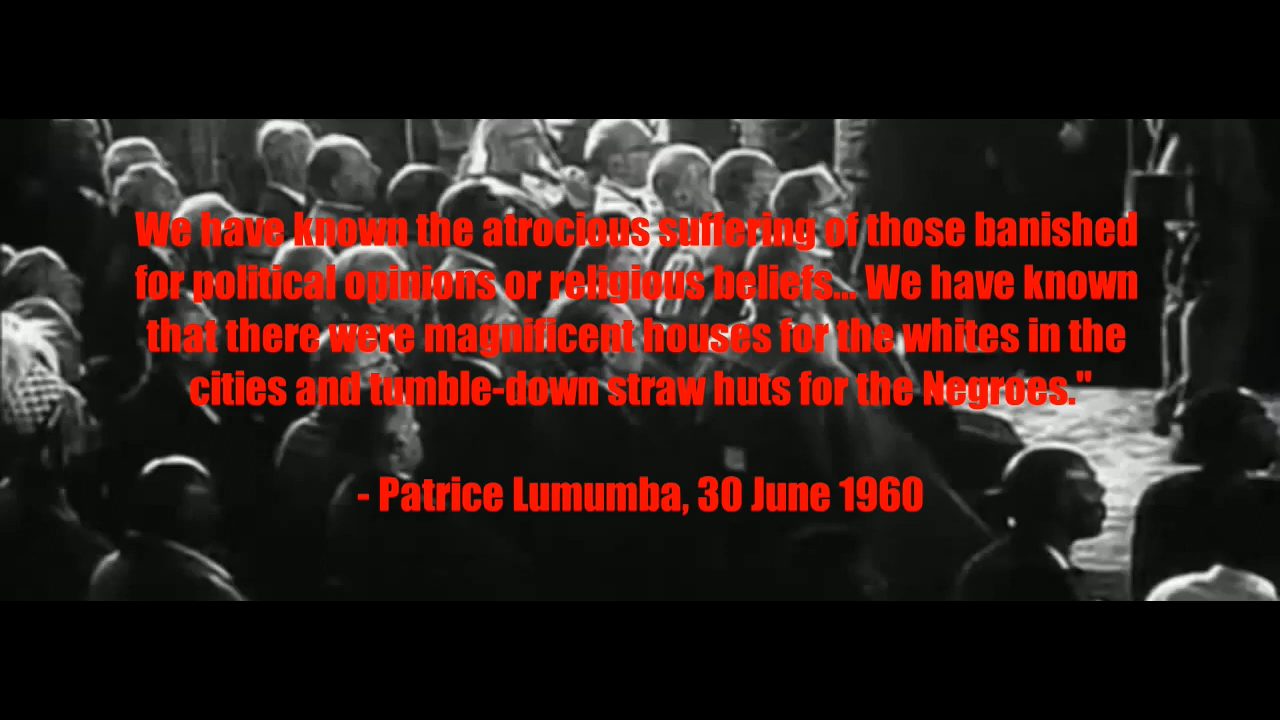 We have known the atrocious suffering of those banished
for political opinions or religious beliefs... We have known
that there were magnificent houses for the whites in the
cities and tumble-down straw huts for the Negroes."
- Patrice Lumumba, 30 June 1960